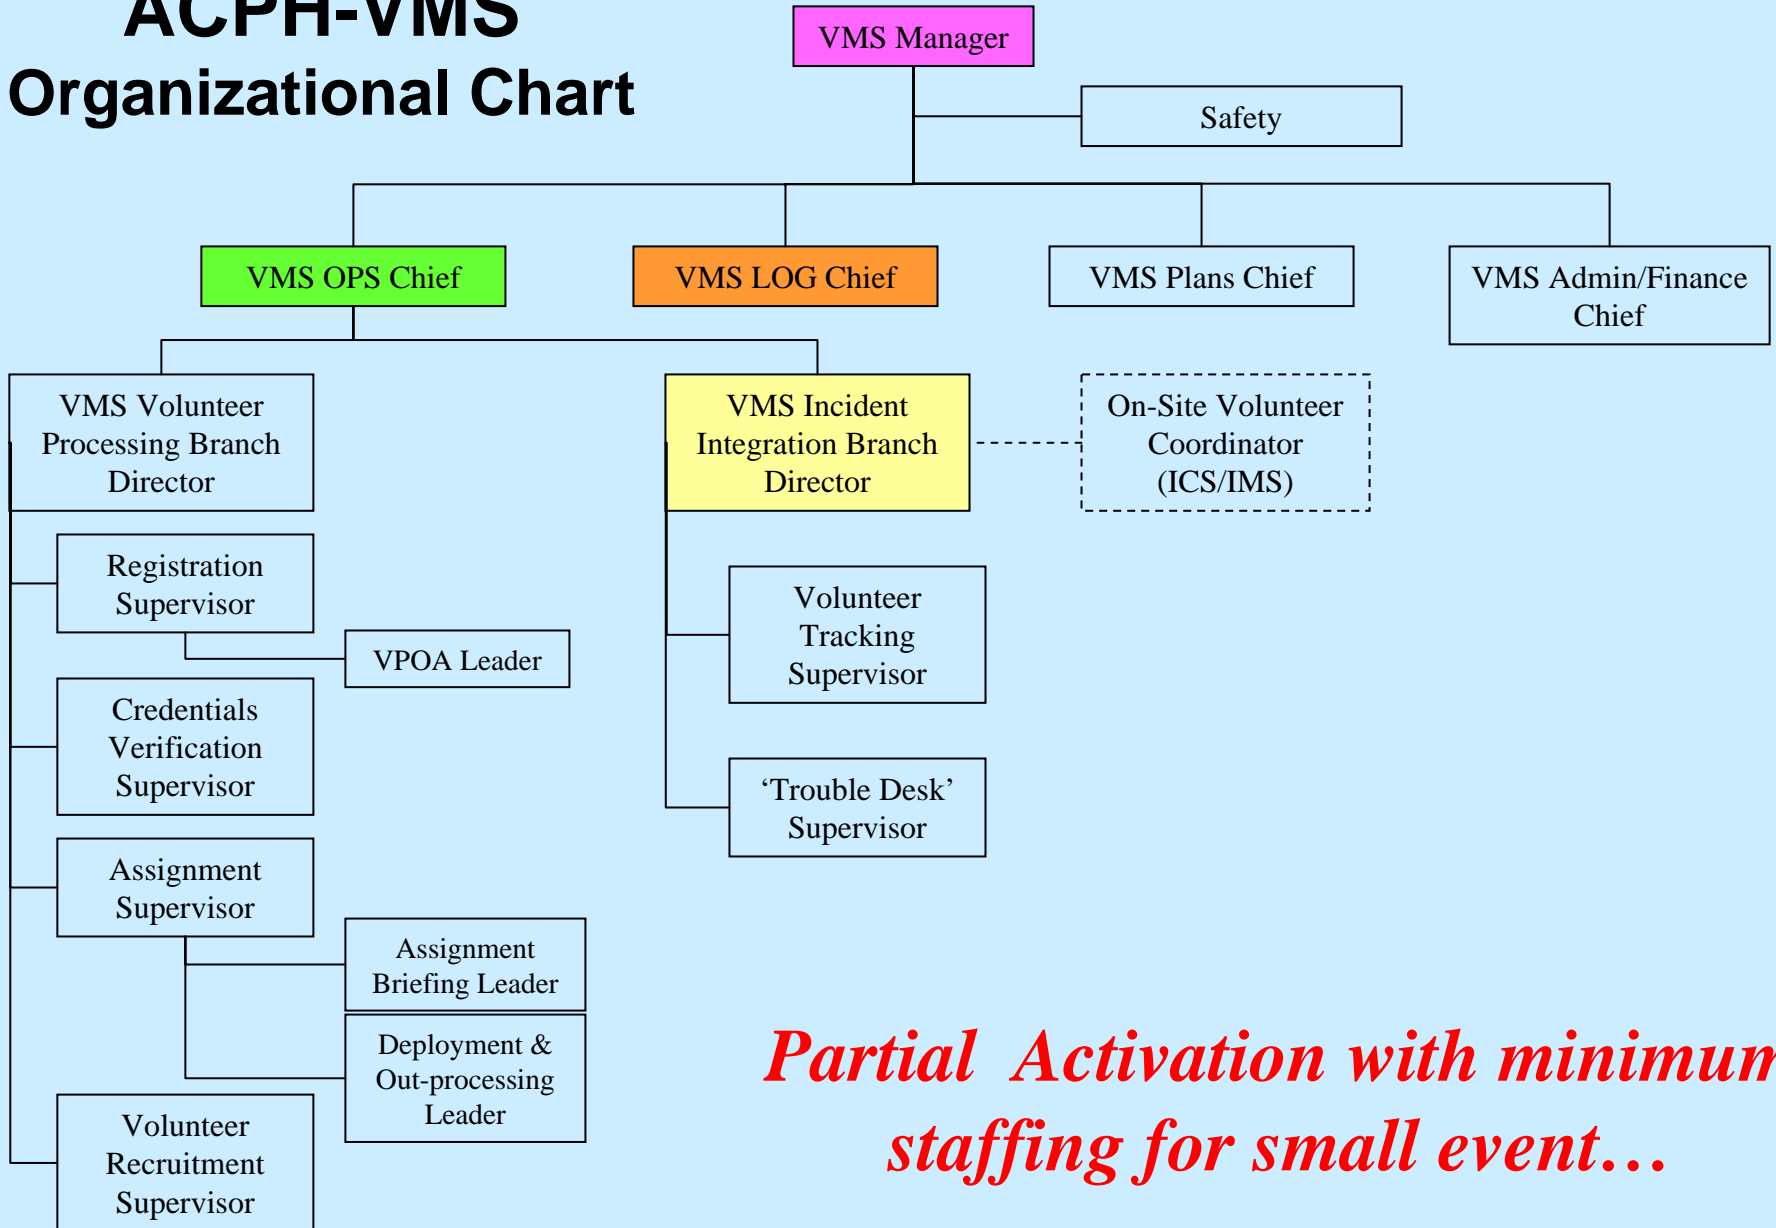 ACPH-VMS
Organizational Chart
VMS Manager
Safety
VMS OPS Chief
VMS LOG Chief
VMS Plans Chief
VMS Admin/Finance
Chief
VMS Volunteer
Processing Branch
Director
VMS Incident
Integration Branch
Director
On-Site Volunteer
Coordinator
(ICS/IMS)
Registration
Supervisor
VPOA Leader
Credentials
Verification
Supervisor
Assignment
Supervisor
Assignment
Briefing Leader
Deployment &
Out-processing
Leader
Volunteer
Recruitment
Supervisor
Volunteer
Tracking
Supervisor
‘Trouble Desk’
Supervisor
Partial Activation with minimum
staffing for small event…